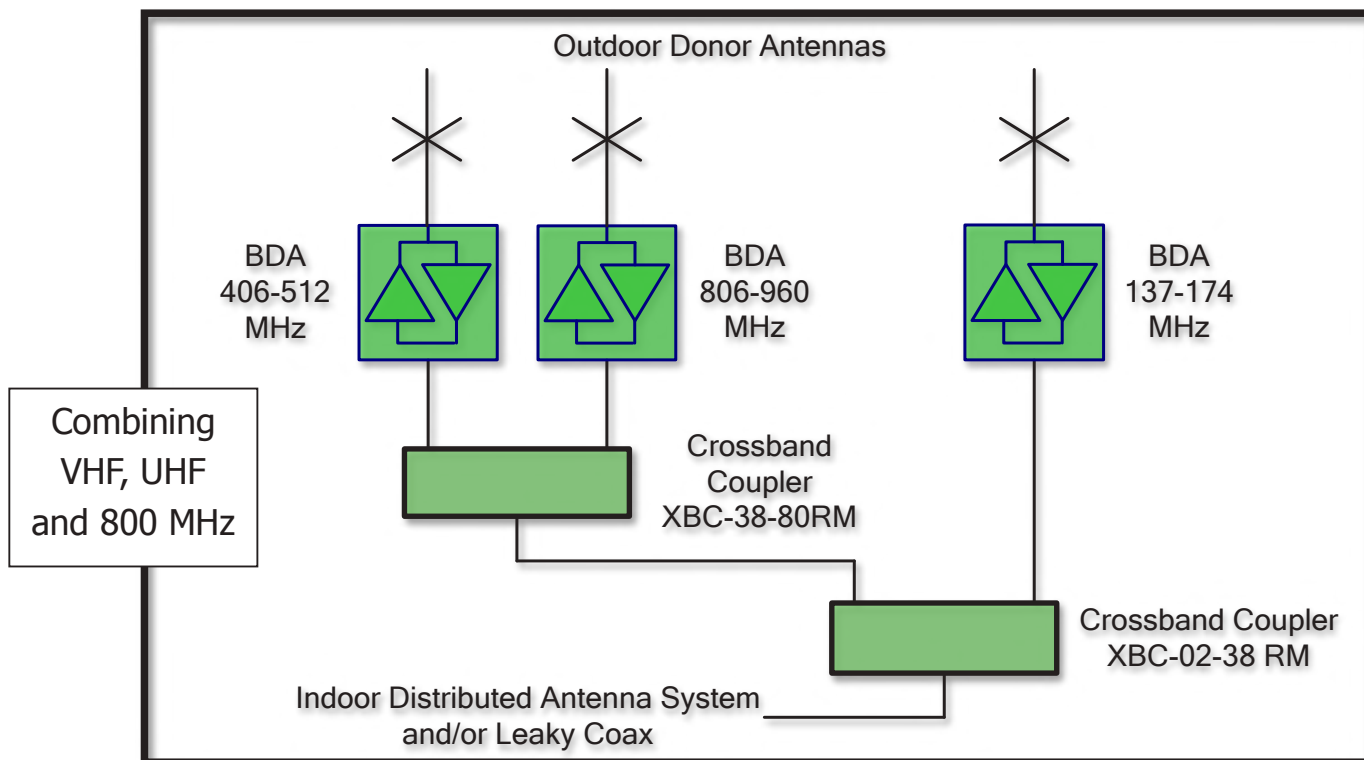 Outdoor Donor Antennas
BDA
406-512
MHz
BDA
806-960
MHz
BDA
137-174
MHz
Combining
VHF, UHF
and 800 MHz
Crossband
Coupler
XBC-38-80RM
Crossband Coupler
XBC-02-38 RM
Indoor Distributed Antenna System
and/or Leaky Coax